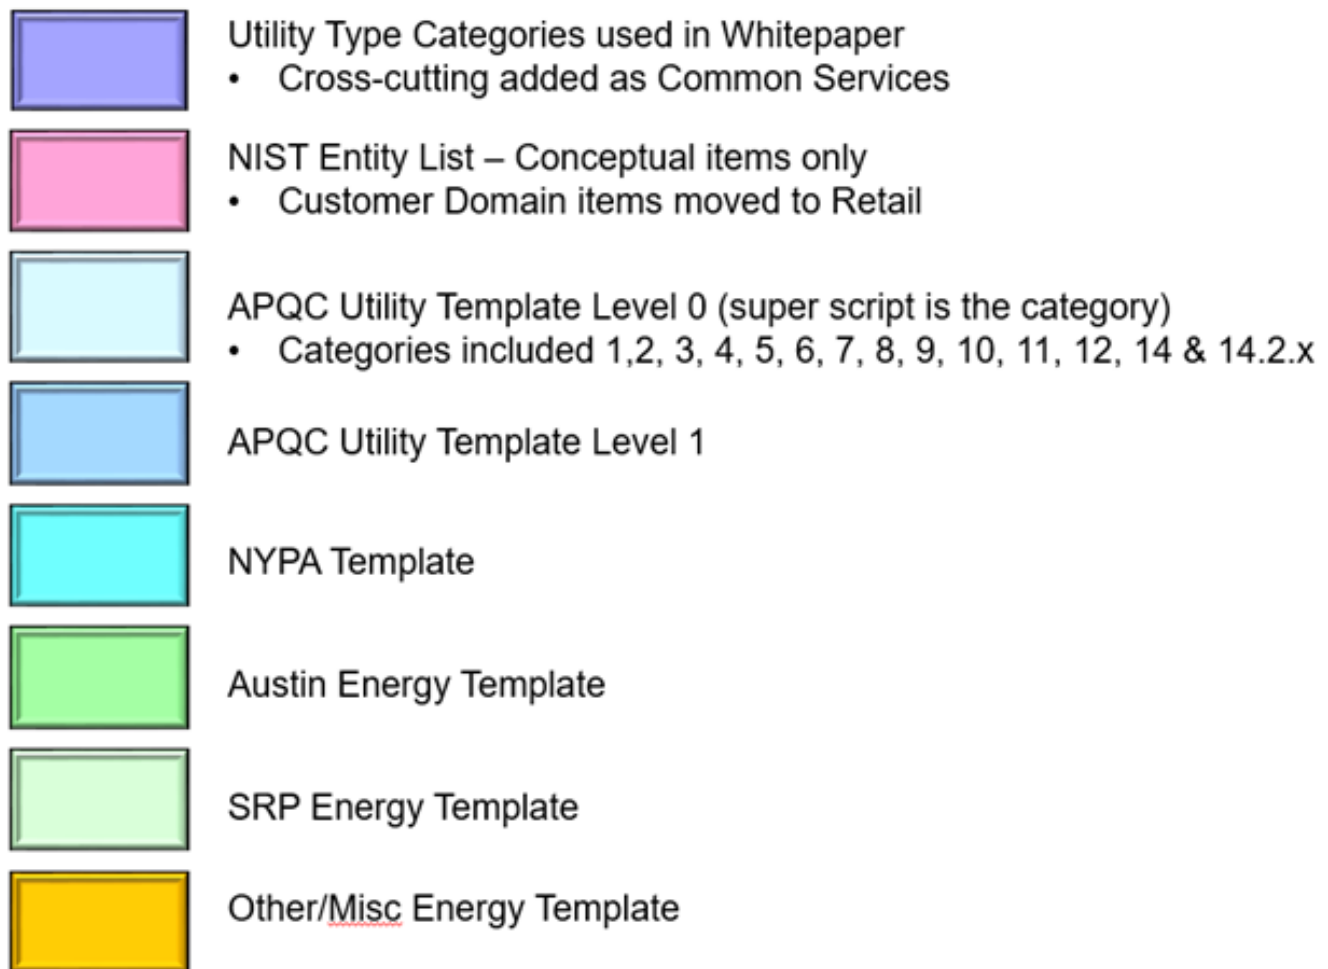 Utility Type Categories used in Whitepaper
• Cross-cutting added as Common Services
NIST Entity List – Conceptual items only
• Customer Domain items moved to Retail
APQC Utility Template Level 0 (super script is the category)
• Categories included 1,2, 3, 4, 5, 6, 7, 8, 9, 10, 11, 12, 14 & 14.2.x
APQC Utility Template Level 1
NYPA Template
Austin Energy Template
SRP Energy Template
Other/Misc Energy Template